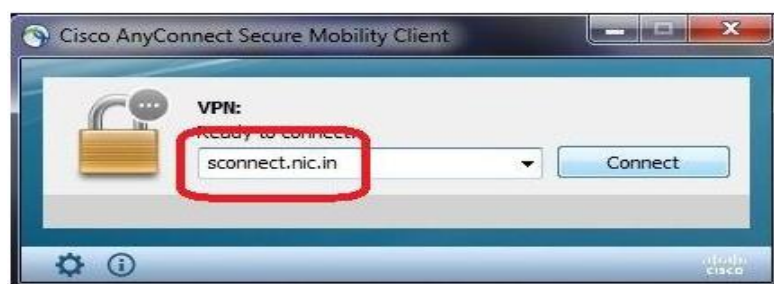 Cisco AnyConnect Secure Mobility Client
VPN:
Ready to connect.
sconnect.nic.in
Connect
CISCO